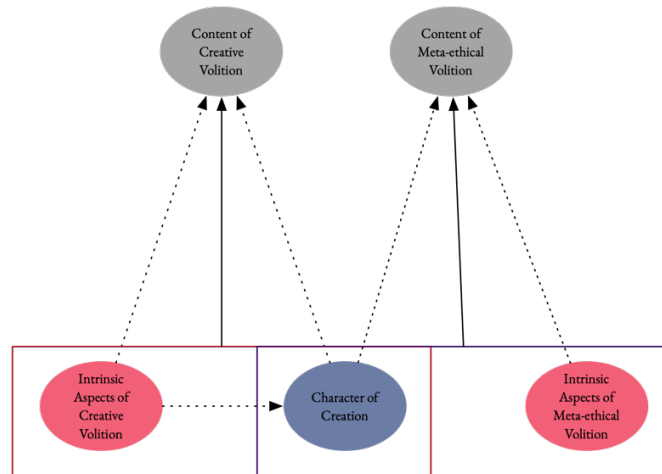 Content of
Creative
Volition
Content of
Meta-ethical
Volition
Intrinsic
Aspects of
Creative
Volition
Character of
Creation
Intrinsic
Aspects of
Meta-ethical
Volition